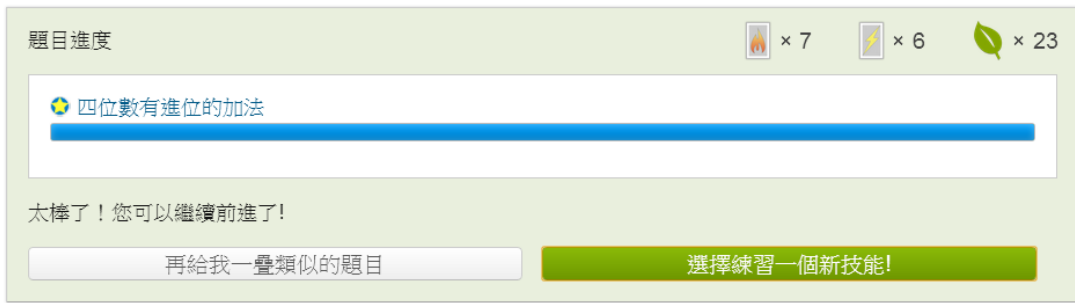 題目進度 × 7 × 6 × 23
四位數有進位的加法
太棒了！您可以繼續前進了!
再給我一疊類似的題目 選擇練習一個新技能!